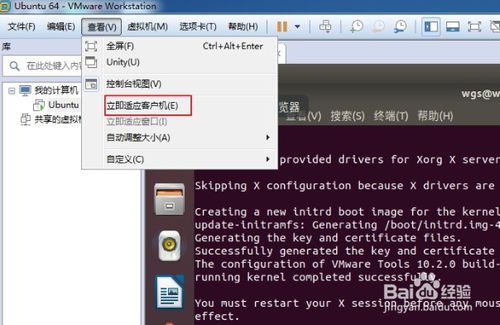 Ubuntu 64 - VMware Workstation
文件(F) 编辑(E) 查看(V) 虚拟机(M) 选项卡(T) 帮助(H)
库
全屏(F) Ctrl+Alt+Enter
在此处键入内容
Unity(U)
控制台视图(V)
我的计算机
立即适应客户机(E)
Ubuntu
览器
wgs@w
共享的虚拟机
立即适应窗口(I)
(V) 搜索(S) 终端(T) 帮助(H)
自动调整大小(A)
自定义(C)
provided drivers for Xorg X server
Skipping X configuration because X drivers are
Creating a new initrd boot image for the kernel
update-initramfs: Generating /boot/initrd.img-4
Generating the key and certificate files.
Successfully generated the key and certificate
The configuration of VMware Tools 10.2.0 build-
running kernel completed successfully.
You must restart your X session before any mous
effect.
Baidu 经验
jingyan.baidu.com